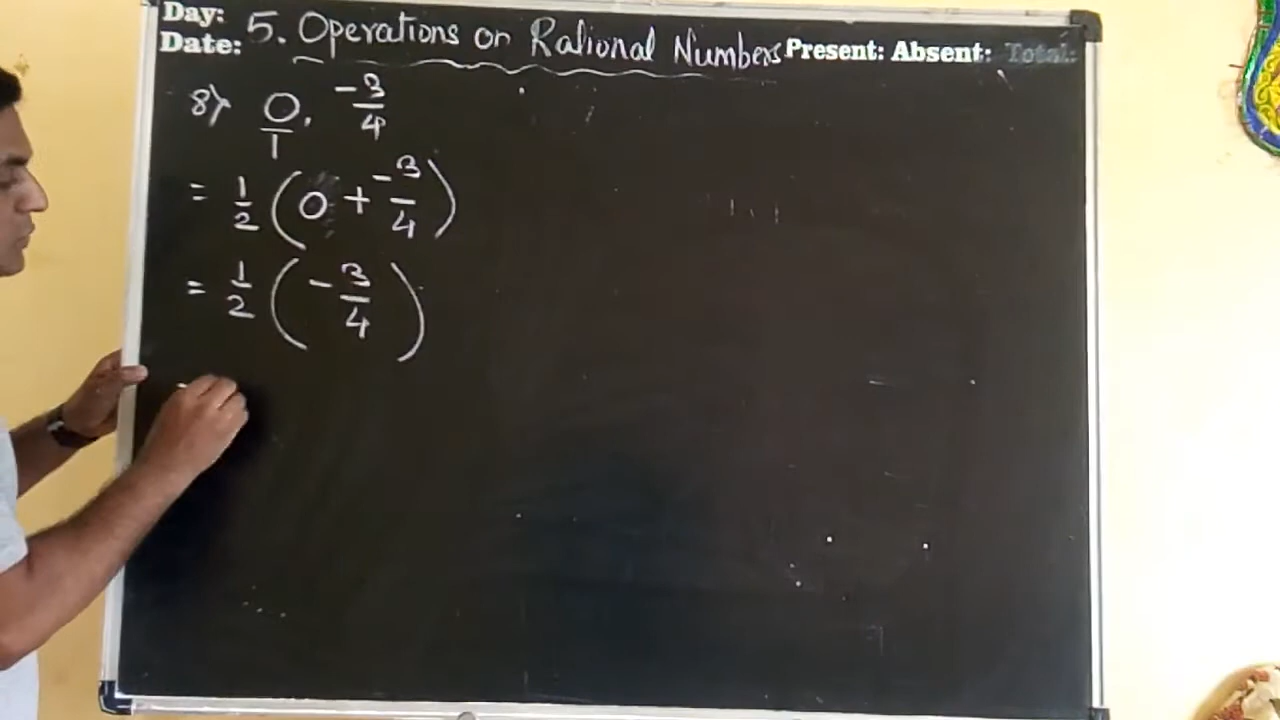 Day: 5. Operations on Rational Numbers Present: Absent: Total:
Date:
8) 0/1, -3/4
= 1/2 (0 + -3/4)
= 1/2 (-3/4)